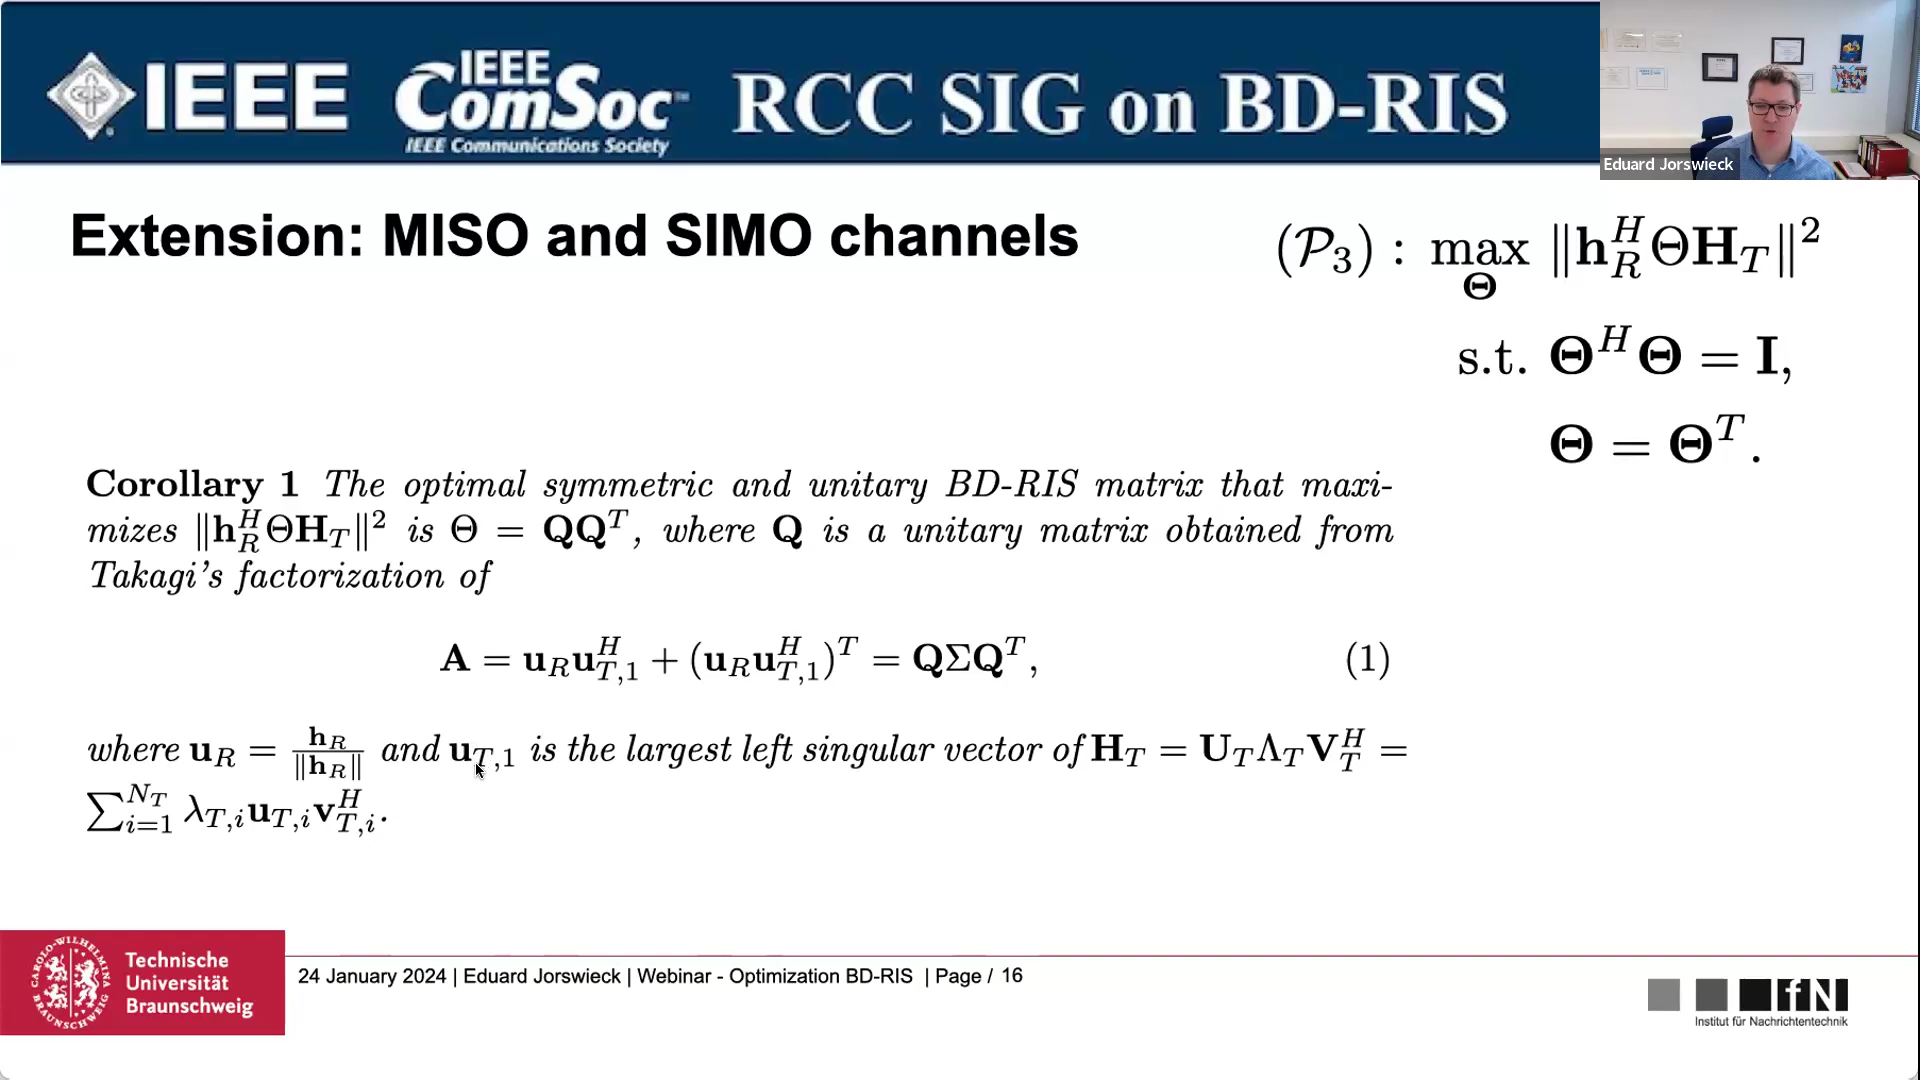 IEEE IEEE ComSoc™ RCC SIG on BD-RIS
IEEE Communications Society
Eduard Jorswieck
Extension: MISO and SIMO channels
(𝒫₃) : max_Θ ‖h_R^H Θ H_T‖²
s.t. Θ^H Θ = I,
Θ = Θ^T.
Corollary 1 The optimal symmetric and unitary BD-RIS matrix that maxi-
mizes ‖h_R^H Θ H_T‖² is Θ = QQ^T, where Q is a unitary matrix obtained from
Takagi's factorization of
A = u_R u_{T,1}^H + (u_R u_{T,1}^H)^T = QΣQ^T, (1)
where u_R = h_R/‖h_R‖ and u_{T,1} is the largest left singular vector of H_T = U_T Λ_T V_T^H =
∑_{i=1}^{N_T} λ_{T,i} u_{T,i} v_{T,i}^H.
Technische
Universität
Braunschweig
24 January 2024 | Eduard Jorswieck | Webinar - Optimization BD-RIS | Page / 16
IfN
Institut für Nachrichtentechnik